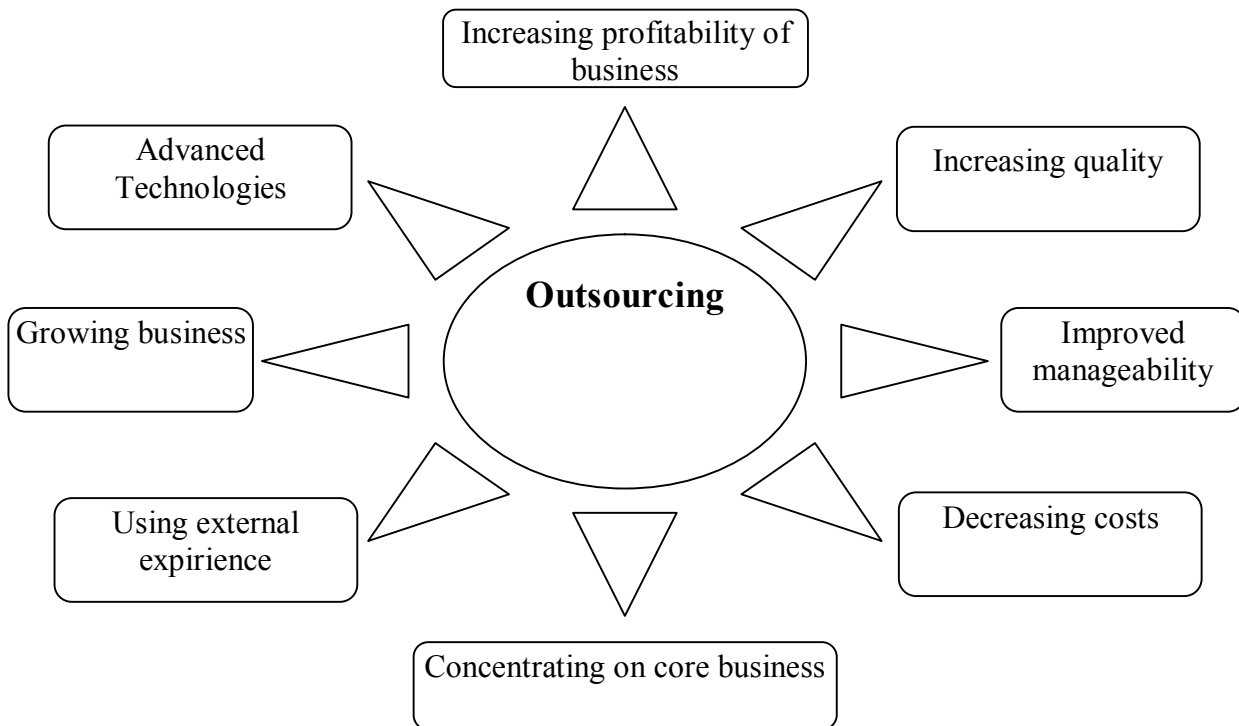 Increasing profitability of
business
Advanced
Technologies
Increasing quality
Outsourcing
Growing business
Improved
manageability
Using external
expirience
Decreasing costs
Concentrating on core business